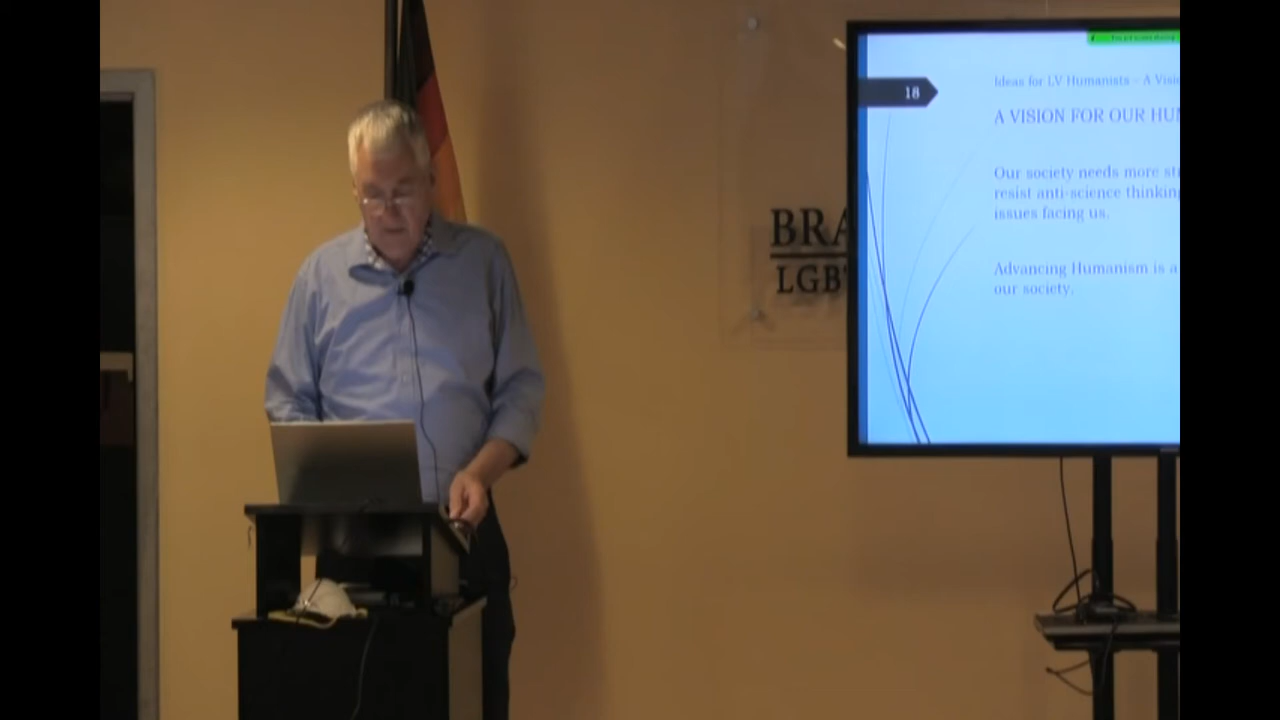 18
Ideas for LV Humanists - A Visi
A VISION FOR OUR HU
Our society needs more st
resist anti-science thinking
issues facing us.
Advancing Humanism is a
our society.
BRA
LGBT